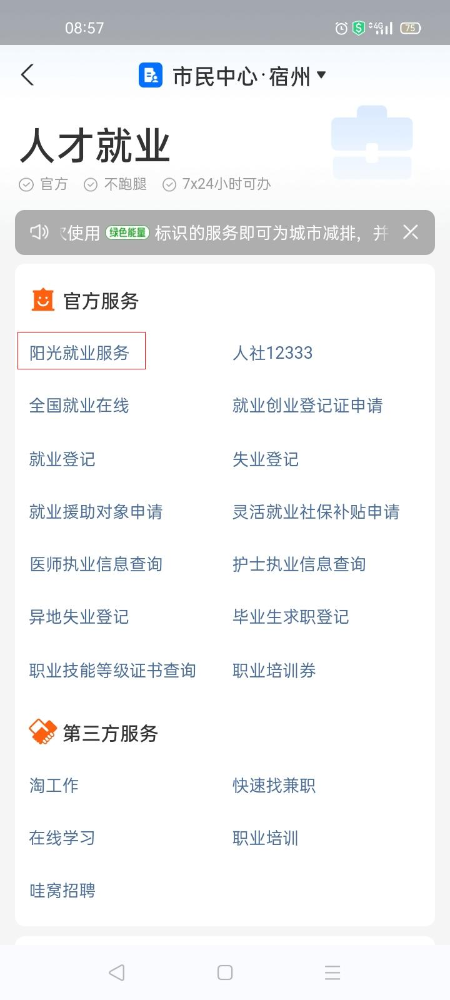 08:57
4G
75
市民中心·宿州
人才就业
官方 不跑腿 7x24小时可办
使用 绿色能量 标识的服务即可为城市减排，并
官方服务
阳光就业服务 人社12333
全国就业在线 就业创业登记证申请
就业登记 失业登记
就业援助对象申请 灵活就业社保补贴申请
医师执业信息查询 护士执业信息查询
异地失业登记 毕业生求职登记
职业技能等级证书查询 职业培训券
第三方服务
淘工作 快速找兼职
在线学习 职业培训
哇窝招聘